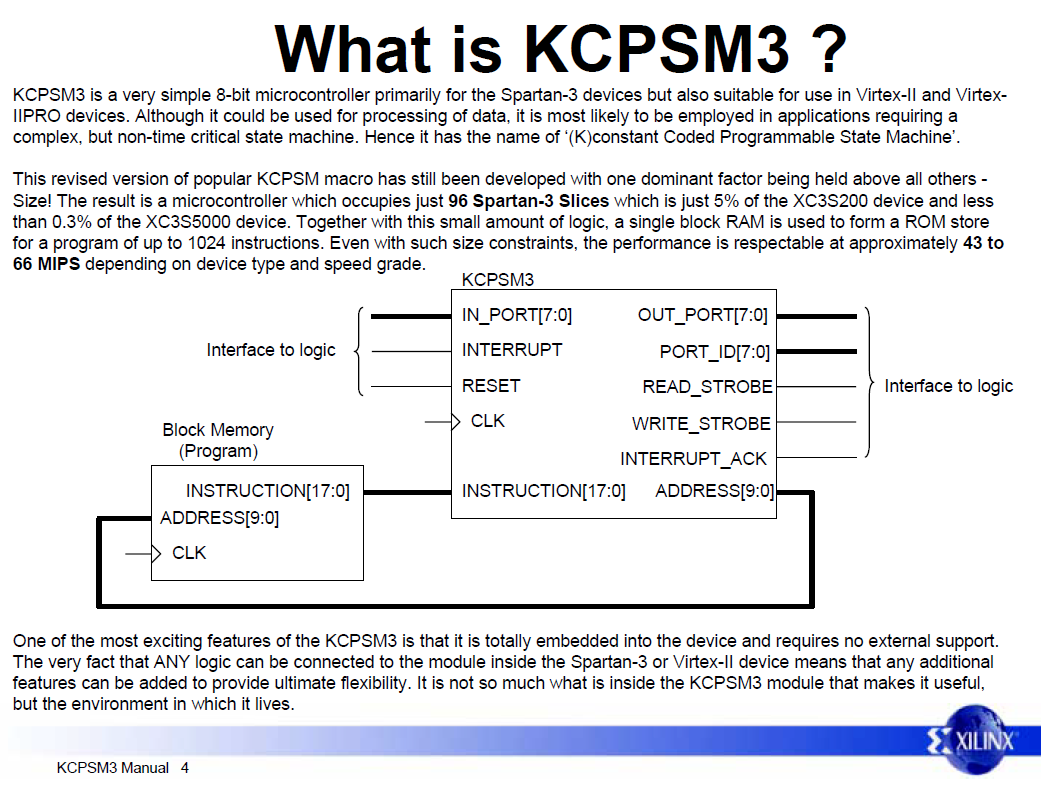 What is KCPSM3 ?
KCPSM3 is a very simple 8-bit microcontroller primarily for the Spartan-3 devices but also suitable for use in Virtex-II and Virtex-
IIPRO devices. Although it could be used for processing of data, it is most likely to be employed in applications requiring a
complex, but non-time critical state machine. Hence it has the name of ‘(K)constant Coded Programmable State Machine’.
This revised version of popular KCPSM macro has still been developed with one dominant factor being held above all others -
Size! The result is a microcontroller which occupies just 96 Spartan-3 Slices which is just 5% of the XC3S200 device and less
than 0.3% of the XC3S5000 device. Together with this small amount of logic, a single block RAM is used to form a ROM store
for a program of up to 1024 instructions. Even with such size constraints, the performance is respectable at approximately 43 to
66 MIPS depending on device type and speed grade.
KCPSM3
IN_PORT[7:0]
OUT_PORT[7:0]
Interface to logic
INTERRUPT
PORT_ID[7:0]
RESET
READ_STROBE
Interface to logic
CLK
WRITE_STROBE
Block Memory
(Program)
INTERRUPT_ACK
INSTRUCTION[17:0]
INSTRUCTION[17:0]
ADDRESS[9:0]
ADDRESS[9:0]
CLK
One of the most exciting features of the KCPSM3 is that it is totally embedded into the device and requires no external support.
The very fact that ANY logic can be connected to the module inside the Spartan-3 or Virtex-II device means that any additional
features can be added to provide ultimate flexibility. It is not so much what is inside the KCPSM3 module that makes it useful,
but the environment in which it lives.
XILINX
KCPSM3 Manual 4